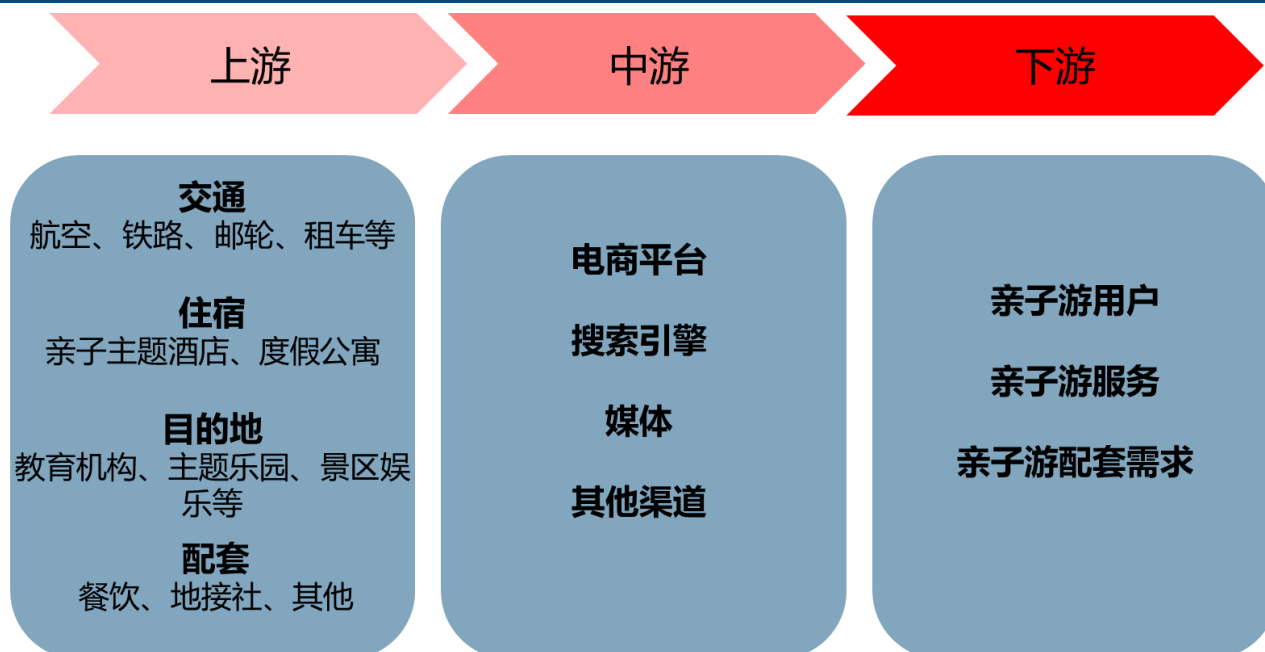 上游
中游
下游
交通
航空、铁路、邮轮、租车等
住宿
亲子主题酒店、度假公寓
目的地
教育机构、主题乐园、景区娱
乐等
配套
餐饮、地接社、其他
电商平台
搜索引擎
媒体
其他渠道
亲子游用户
亲子游服务
亲子游配套需求